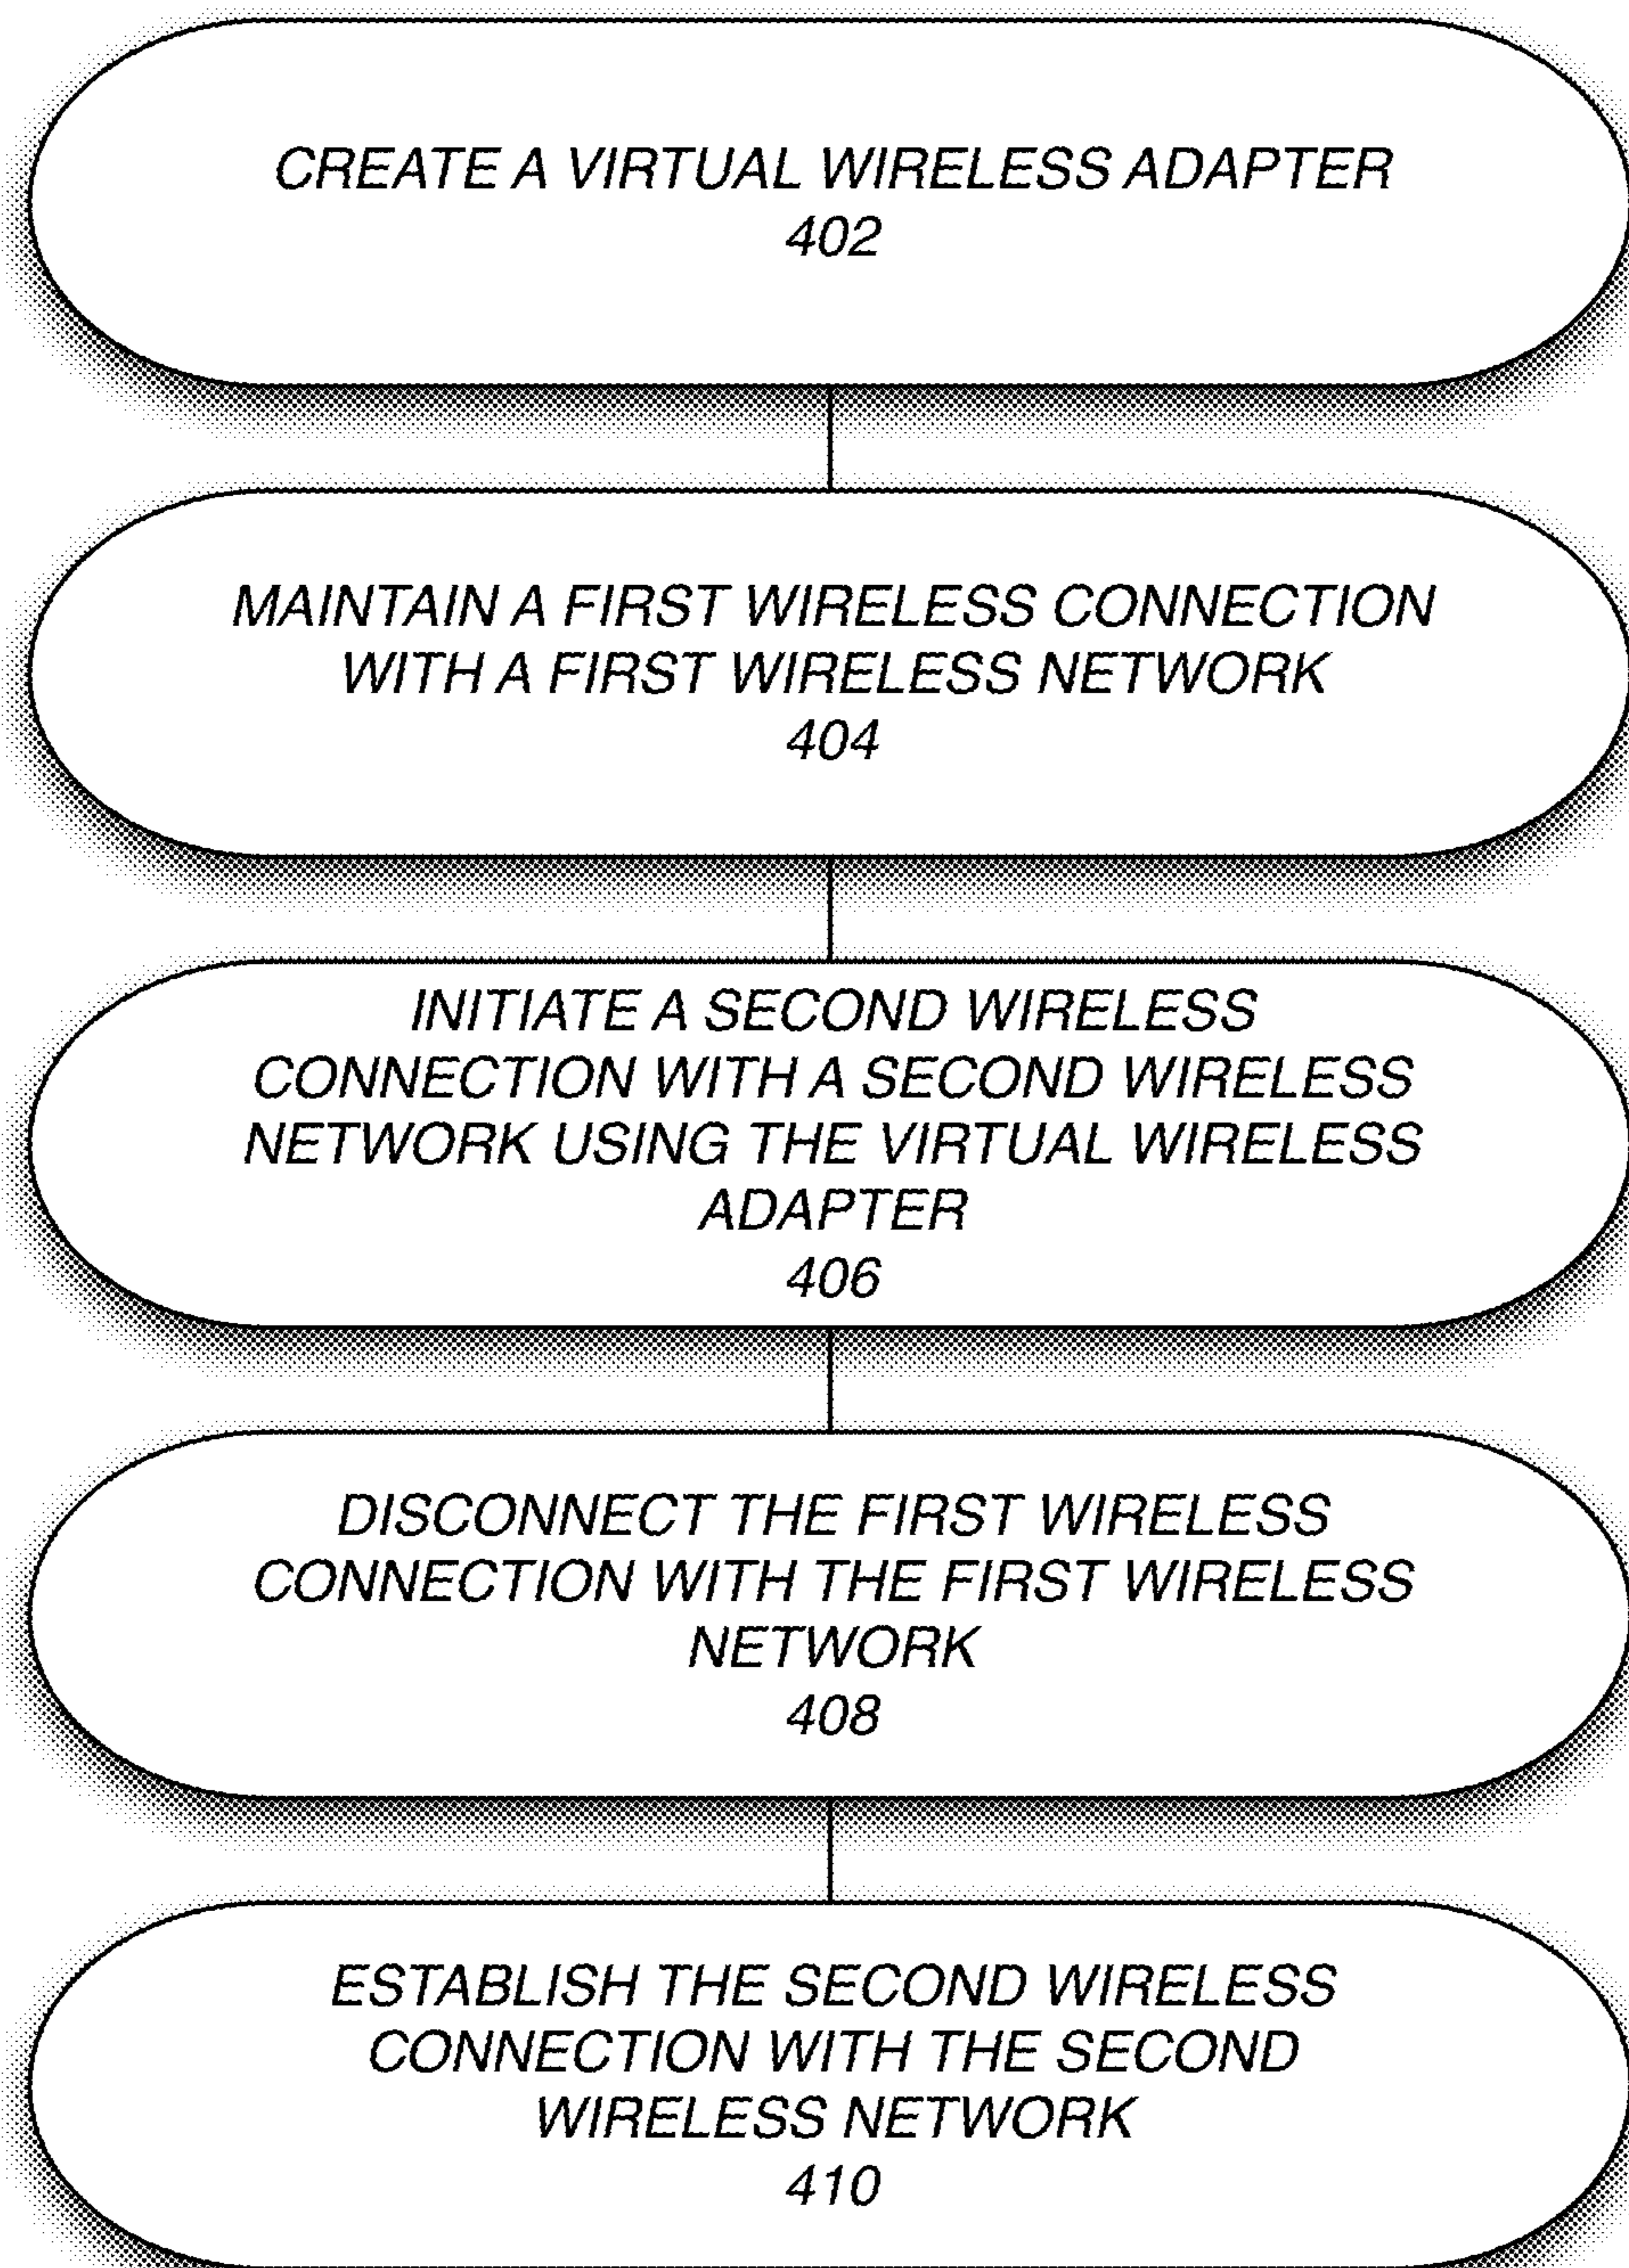 CREATE A VIRTUAL WIRELESS ADAPTER
402
MAINTAIN A FIRST WIRELESS CONNECTION
WITH A FIRST WIRELESS NETWORK
404
INITIATE A SECOND WIRELESS
CONNECTION WITH A SECOND WIRELESS
NETWORK USING THE VIRTUAL WIRELESS
ADAPTER
406
DISCONNECT THE FIRST WIRELESS
CONNECTION WITH THE FIRST WIRELESS
NETWORK
408
ESTABLISH THE SECOND WIRELESS
CONNECTION WITH THE SECOND
WIRELESS NETWORK
410